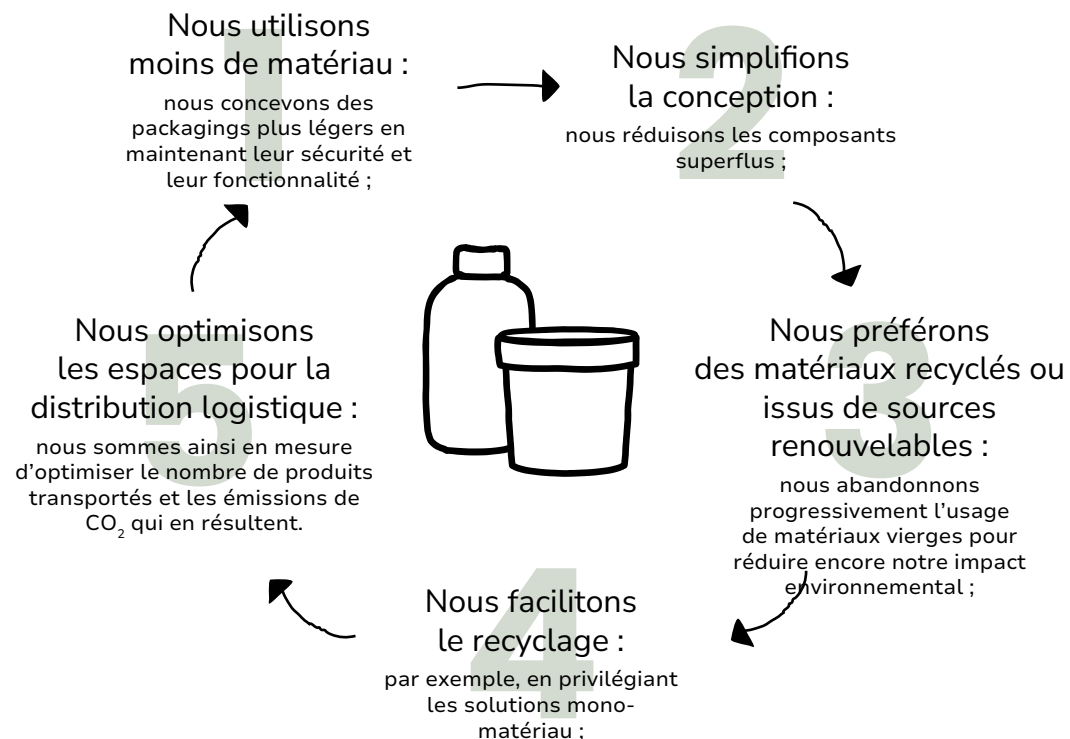 1
Nous utilisons
moins de matériau :
nous concevons des
packagings plus légers en
maintenant leur sécurité et
leur fonctionnalité ;
2
Nous simplifions
la conception :
nous réduisons les composants
superflus ;
3
Nous préférons
des matériaux recyclés ou
issus de sources
renouvelables :
nous abandonnons
progressivement l’usage
de matériaux vierges pour
réduire encore notre impact
environnemental ;
4
Nous facilitons
le recyclage :
par exemple, en privilégiant
les solutions mono-
matériau ;
5
Nous optimisons
les espaces pour la
distribution logistique :
nous sommes ainsi en mesure
d’optimiser le nombre de produits
transportés et les émissions de
CO₂ qui en résultent.